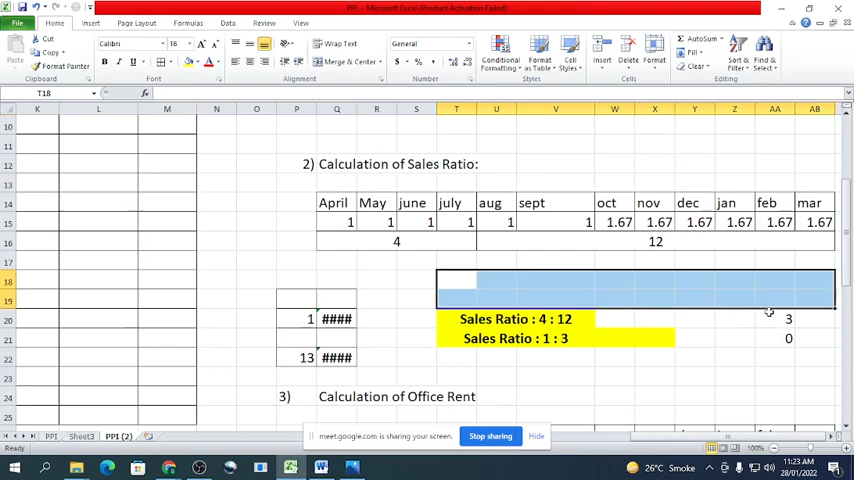 PPI - Microsoft Excel (Product Activation Failed)
File Home Insert Page Layout Formulas Data Review View
Cut
Copy
Format Painter
Paste
Clipboard
Calibri 18
B I U
Font
Wrap Text
Merge & Center
Alignment
General
Number
Conditional Formatting
Format as Table
Cell Styles
Styles
Insert Delete Format
Cells
AutoSum
Fill
Clear
Sort & Filter
Find & Select
Editing
T18 fx
K L M N O P Q R S T U V W X Y Z AA AB
10
11
12 2) Calculation of Sales Ratio:
13
14 April May june july aug sept oct nov dec jan feb mar
15 1 1 1 1 1 1 1.67 1.67 1.67 1.67 1.67 1.67
16 4 12
17
18
19
20 1 #### Sales Ratio : 4 : 12 3
21 Sales Ratio : 1 : 3 0
22 13 ####
23
24 3) Calculation of Office Rent
25
meet.google.com is sharing your screen. Stop sharing Hide
PPI Sheet3 PPI (2)
Ready 100%
26°C Smoke
11:23 AM
28/01/2022